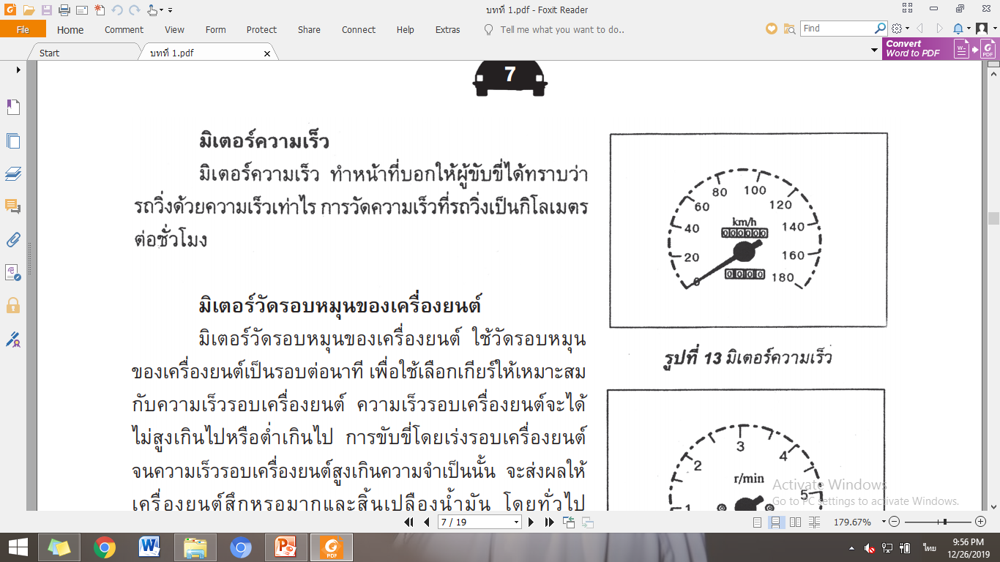 บทที่ 1.pdf - Foxit Reader
File Home Comment View Form Protect Share Connect Help Extras Tell me what you want to do.. Find
Start บทที่ 1.pdf Convert
Word to PDF
7
มิเตอร์ความเร็ว
มิเตอร์ความเร็ว ทำหน้าที่บอกให้ผู้ขับขี่ได้ทราบว่า
รถวิ่งด้วยความเร็วเท่าไร การวัดความเร็วที่รถวิ่งเป็นกิโลเมตร
ต่อชั่วโมง
80 100
60 120
km/h
40 140
000000
20 160
0 0000 180
รูปที่ 13 มิเตอร์ความเร็ว
มิเตอร์วัดรอบหมุนของเครื่องยนต์
มิเตอร์วัดรอบหมุนของเครื่องยนต์ ใช้วัดรอบหมุน
ของเครื่องยนต์เป็นรอบต่อนาที เพื่อใช้เลือกเกียร์ให้เหมาะสม
กับความเร็วรอบเครื่องยนต์ ความเร็วรอบเครื่องยนต์จะได้
ไม่สูงเกินไปหรือต่ำเกินไป การขับขี่โดยเร่งรอบเครื่องยนต์
จนความเร็วรอบเครื่องยนต์สูงเกินความจำเป็นนั้น จะส่งผลให้
เครื่องยนต์สึกหรอมากและสิ้นเปลืองน้ำมัน โดยทั่วไป
3
2 4
r/min
1 5
Activate Windows
Go to PC settings to activate Windows.
7 / 19 179.67%
ไทย 9:56 PM
12/26/2019